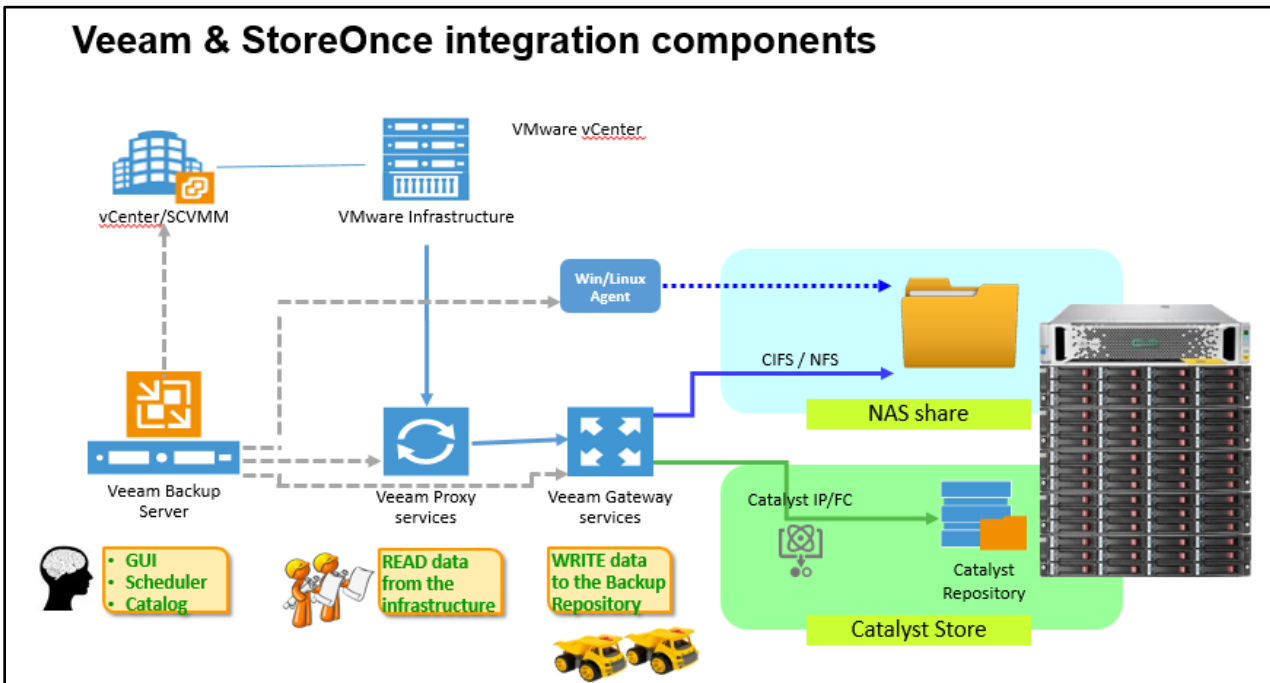 Veeam & StoreOnce integration components
VMware vCenter
vCenter/SCVMM
VMware Infrastructure
Win/Linux
Agent
CIFS / NFS
NAS share
Veeam Backup
Server
Veeam Proxy
services
Veeam Gateway
services
Catalyst IP/FC
Catalyst
Repository
Catalyst Store
• GUI
• Scheduler
• Catalog
READ data
from the
infrastructure
WRITE data
to the Backup
Repository